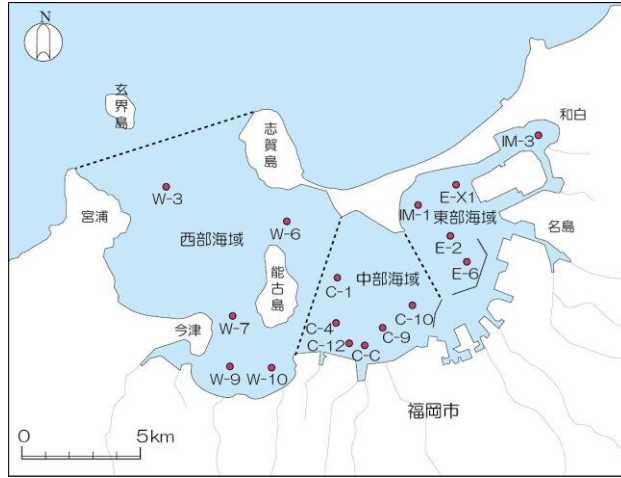 N
玄界島
志賀島
和白
IM-3
W-3
E-X1
宮浦
IM-1
東部海域
名島
W-6
西部海域
E-2
能古島
中部海域
E-6
C-1
今津
W-7
C-10
C-4
C-9
C-12
C-C
W-9
W-10
福岡市
0
5km